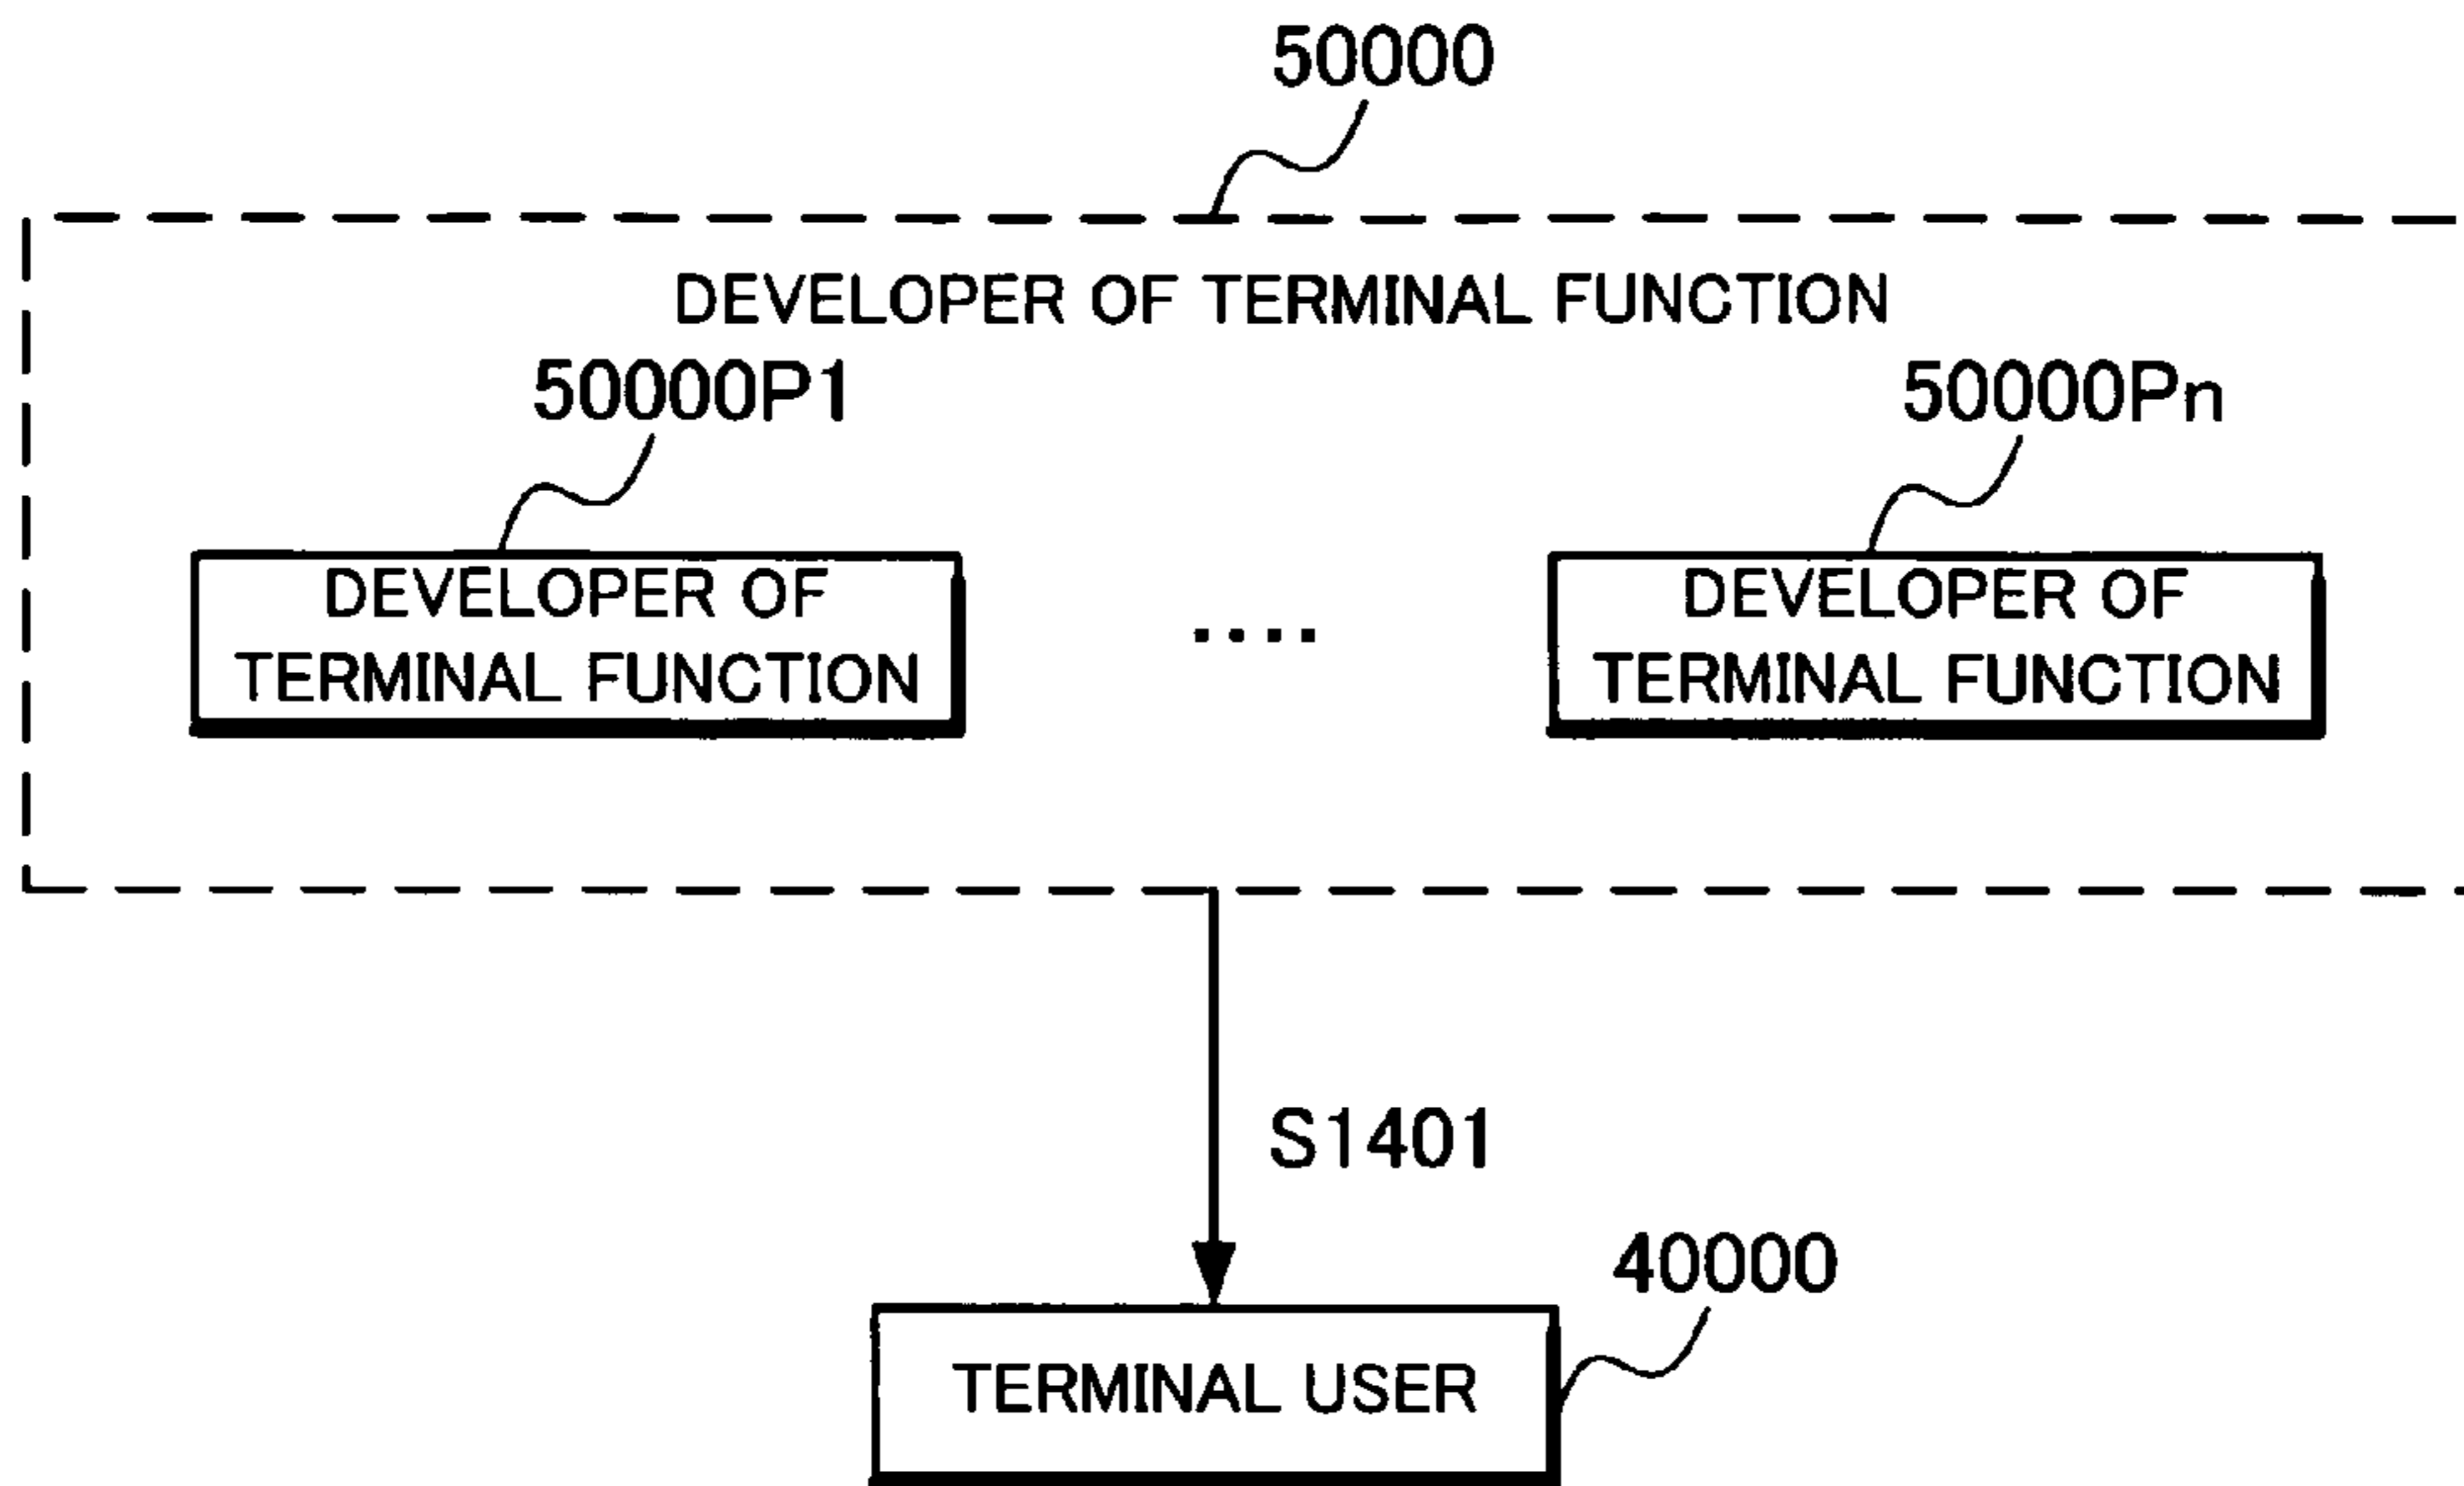 50000
DEVELOPER OF TERMINAL FUNCTION
50000P1
50000Pn
DEVELOPER OF
TERMINAL FUNCTION
....
DEVELOPER OF
TERMINAL FUNCTION
S1401
40000
TERMINAL USER